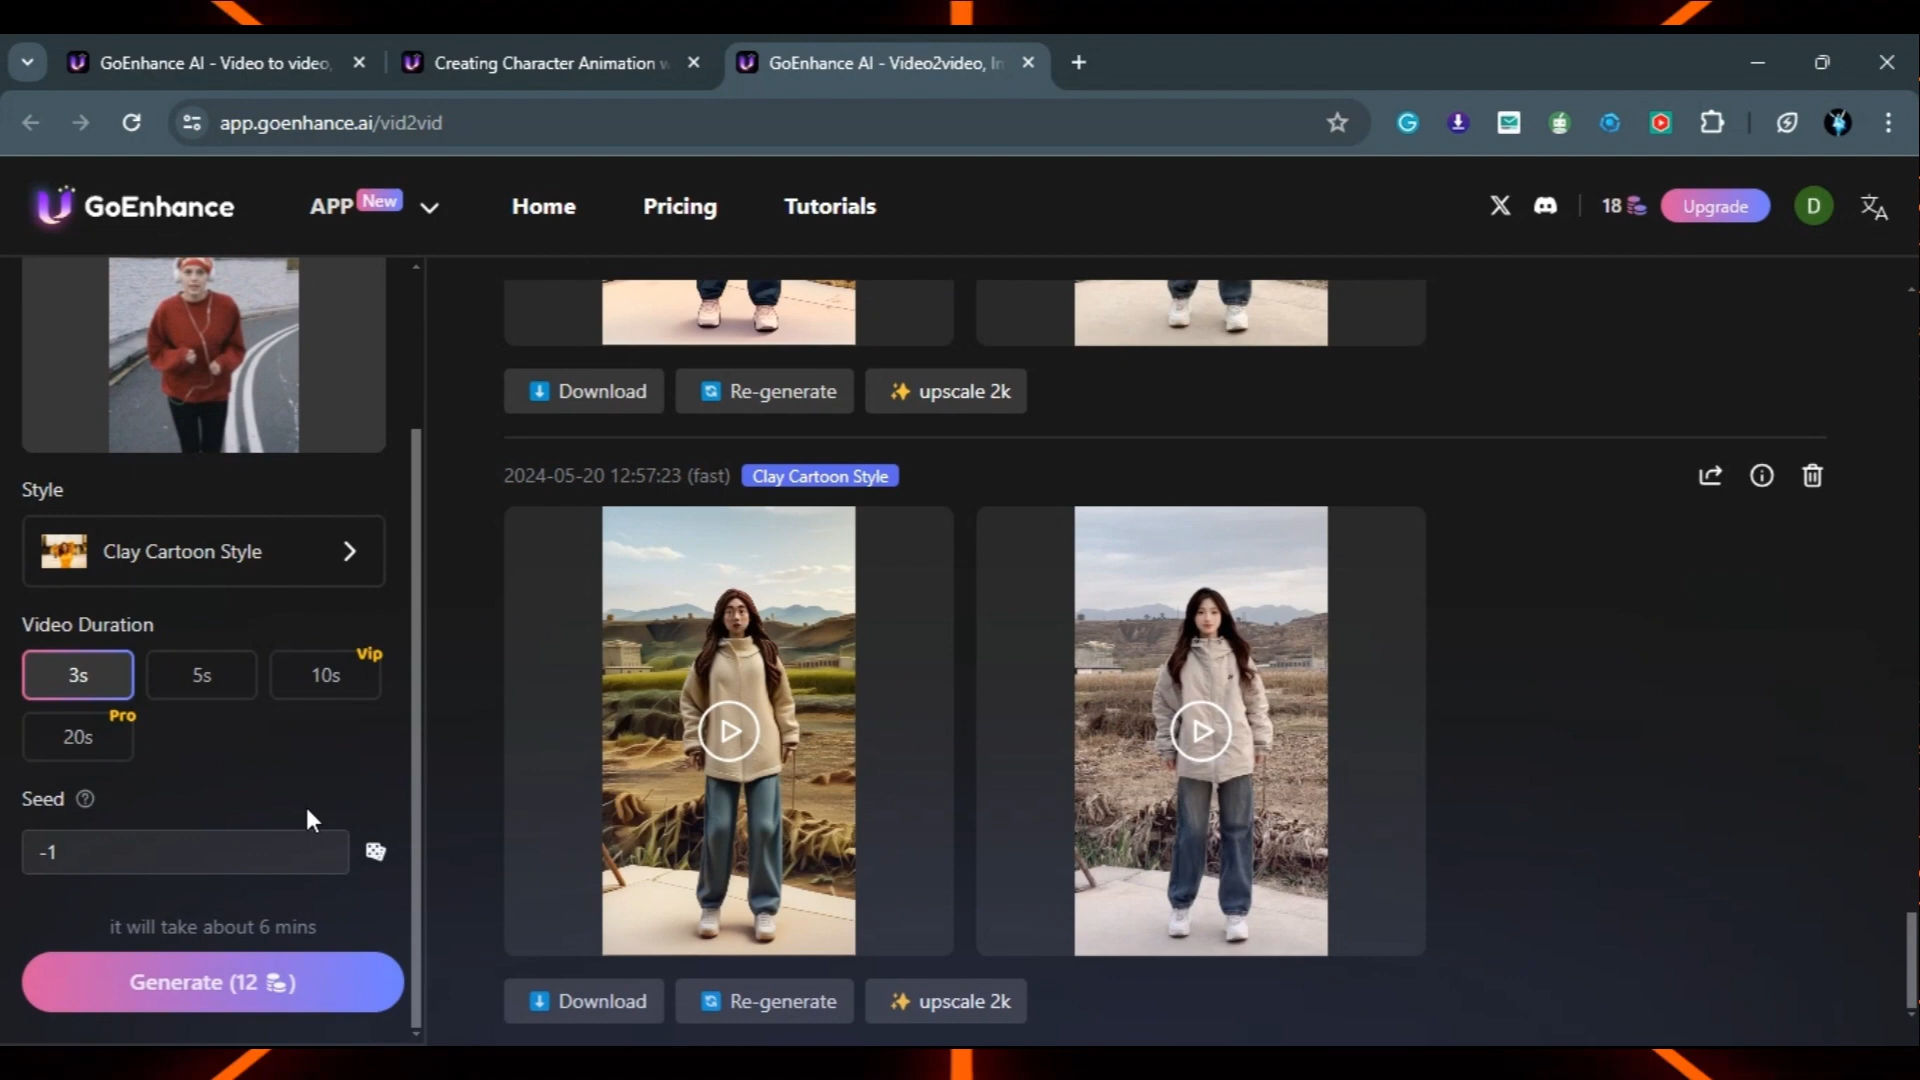 GoEnhance AI - Video to video,
Creating Character Animation w
GoEnhance AI - Video2video, In
app.goenhance.ai/vid2vid
GoEnhance
APP New
Home
Pricing
Tutorials
18
Upgrade
D
Download
Re-generate
upscale 2k
Style
Clay Cartoon Style
Video Duration
3s
5s
10s
Vip
20s
Pro
Seed
-1
it will take about 6 mins
Generate (12 )
2024-05-20 12:57:23 (fast) Clay Cartoon Style
Download
Re-generate
upscale 2k